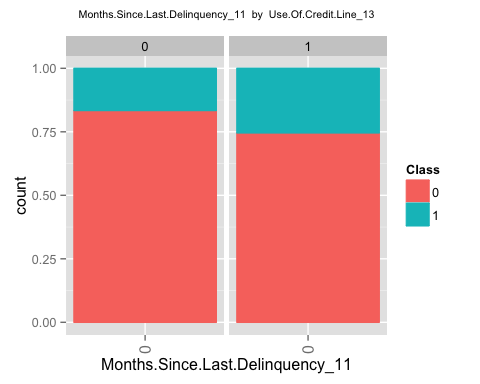 Months.Since.Last.Delinquency_11 by Use.Of.Credit.Line_13
0 1
1.00
0.75
0.50
0.25
0.00
count
0 0
Months.Since.Last.Delinquency_11
Class
0
1